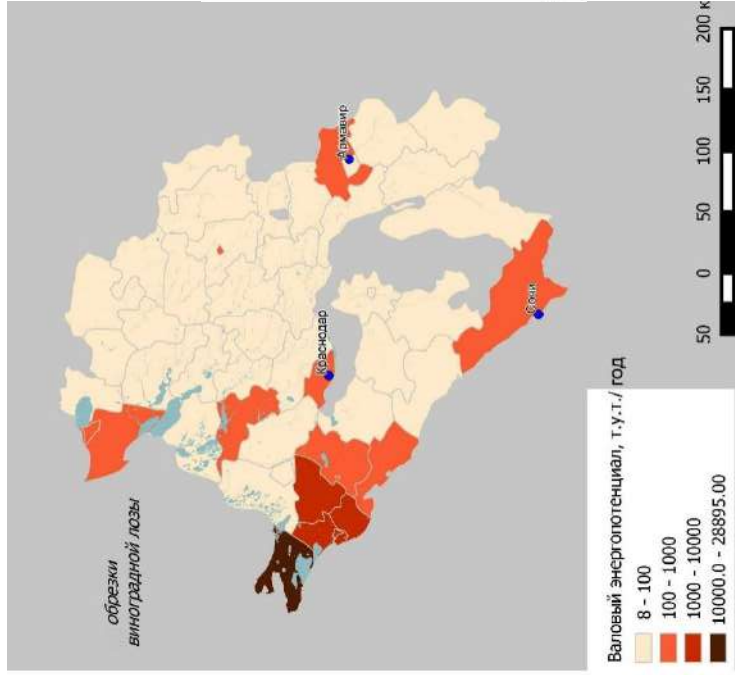 обрезки
виноградной лозы
Армавир
Краснодар
Сочи
Валовый энергопотенциал, т.у.т./ год
8 - 100
100 - 1000
1000 - 10000
10000.0 - 28895.00
50 0 50 100 150 200 к